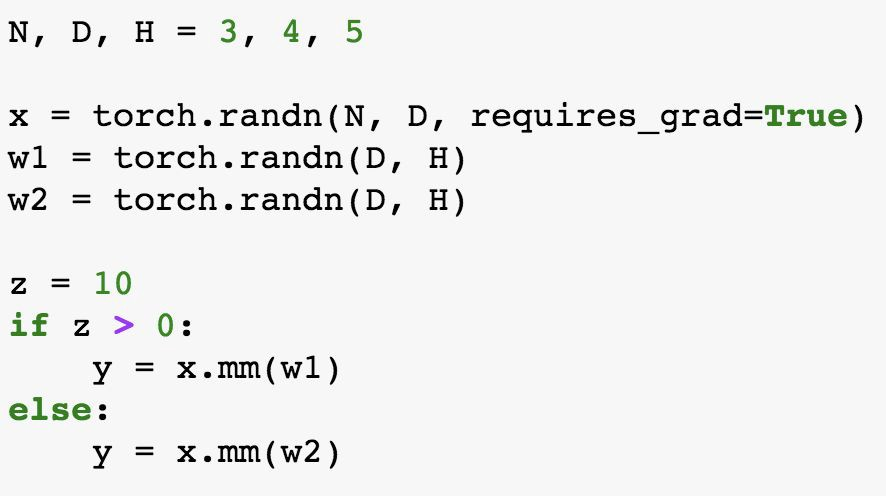 N, D, H = 3, 4, 5
x = torch.randn(N, D, requires_grad=True)
w1 = torch.randn(D, H)
w2 = torch.randn(D, H)
z = 10
if z > 0:
    y = x.mm(w1)
else:
    y = x.mm(w2)